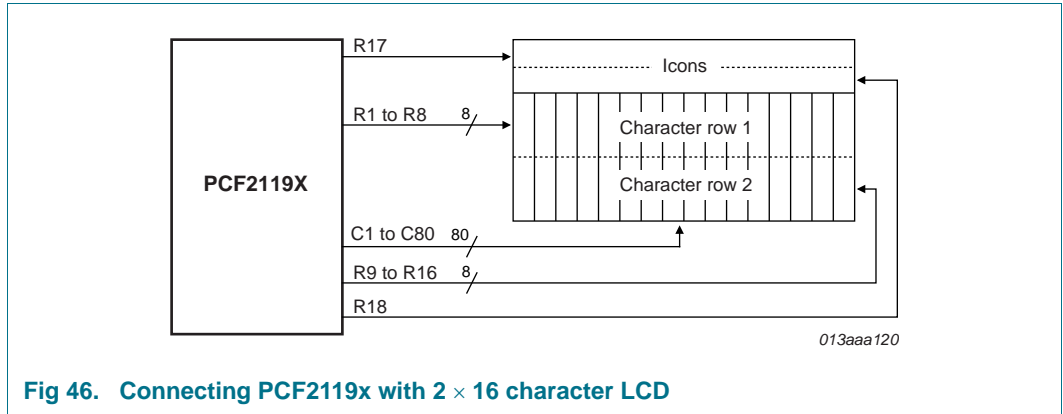 R17
Icons
R1 to R8 8
Character row 1
PCF2119X
Character row 2
C1 to C80 80
R9 to R16 8
R18
013aaa120
Fig 46. Connecting PCF2119x with 2 × 16 character LCD